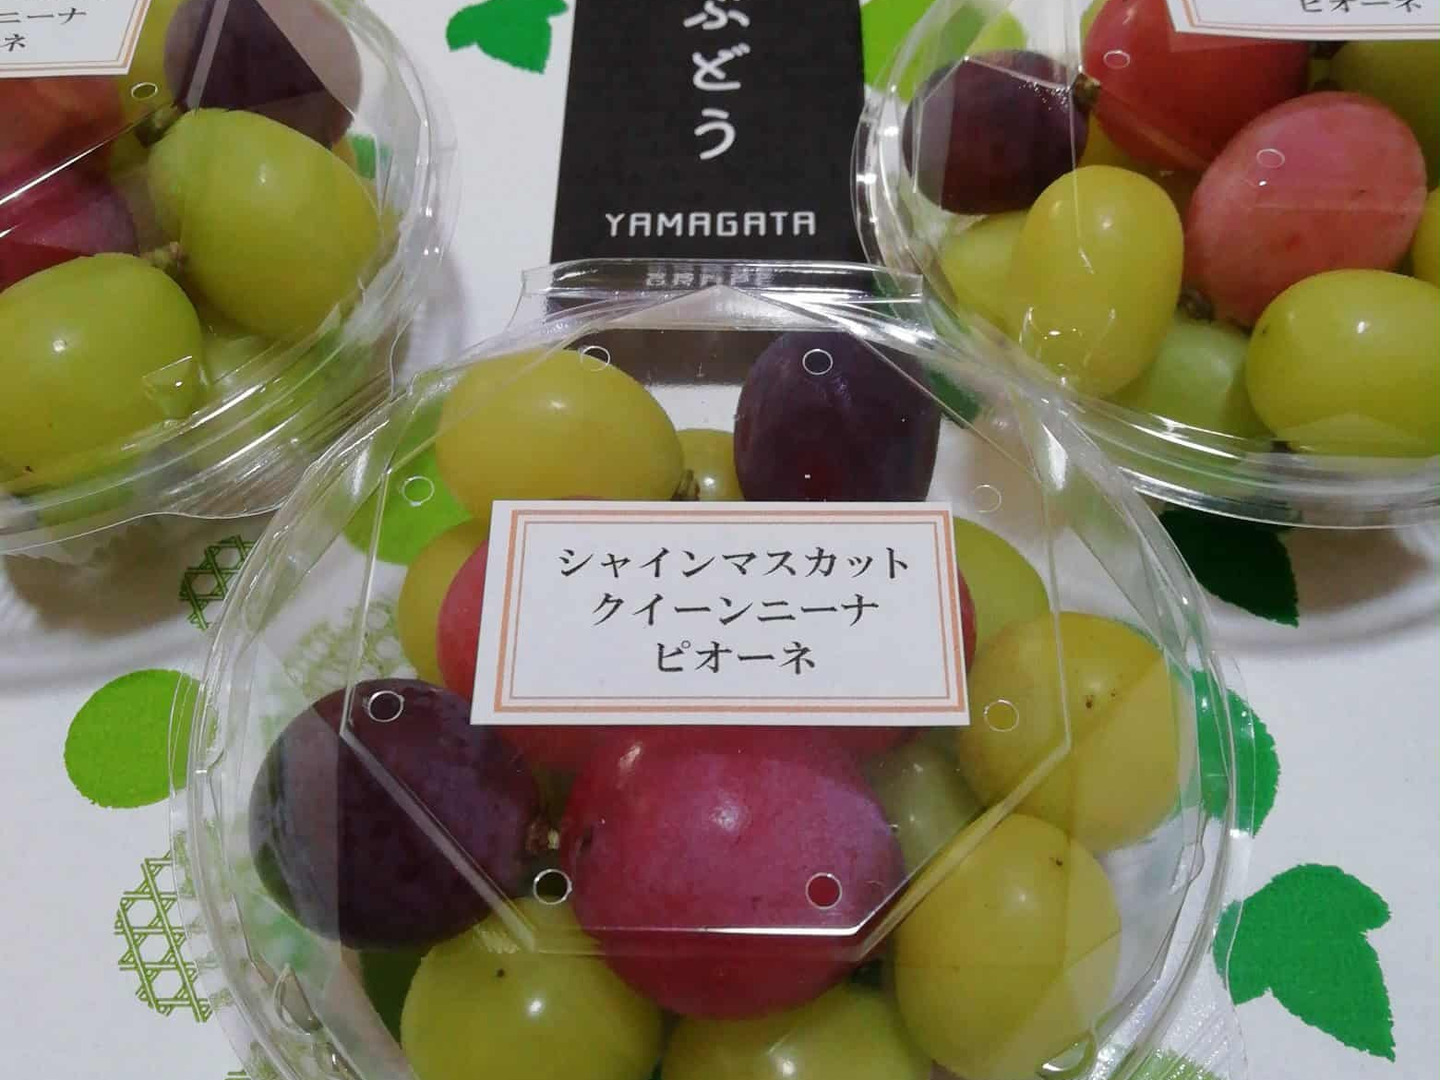 ニーナ
ネ
ぶどう
YAMAGATA
ピオーネ
シャインマスカット
クイーンニーナ
ピオーネ